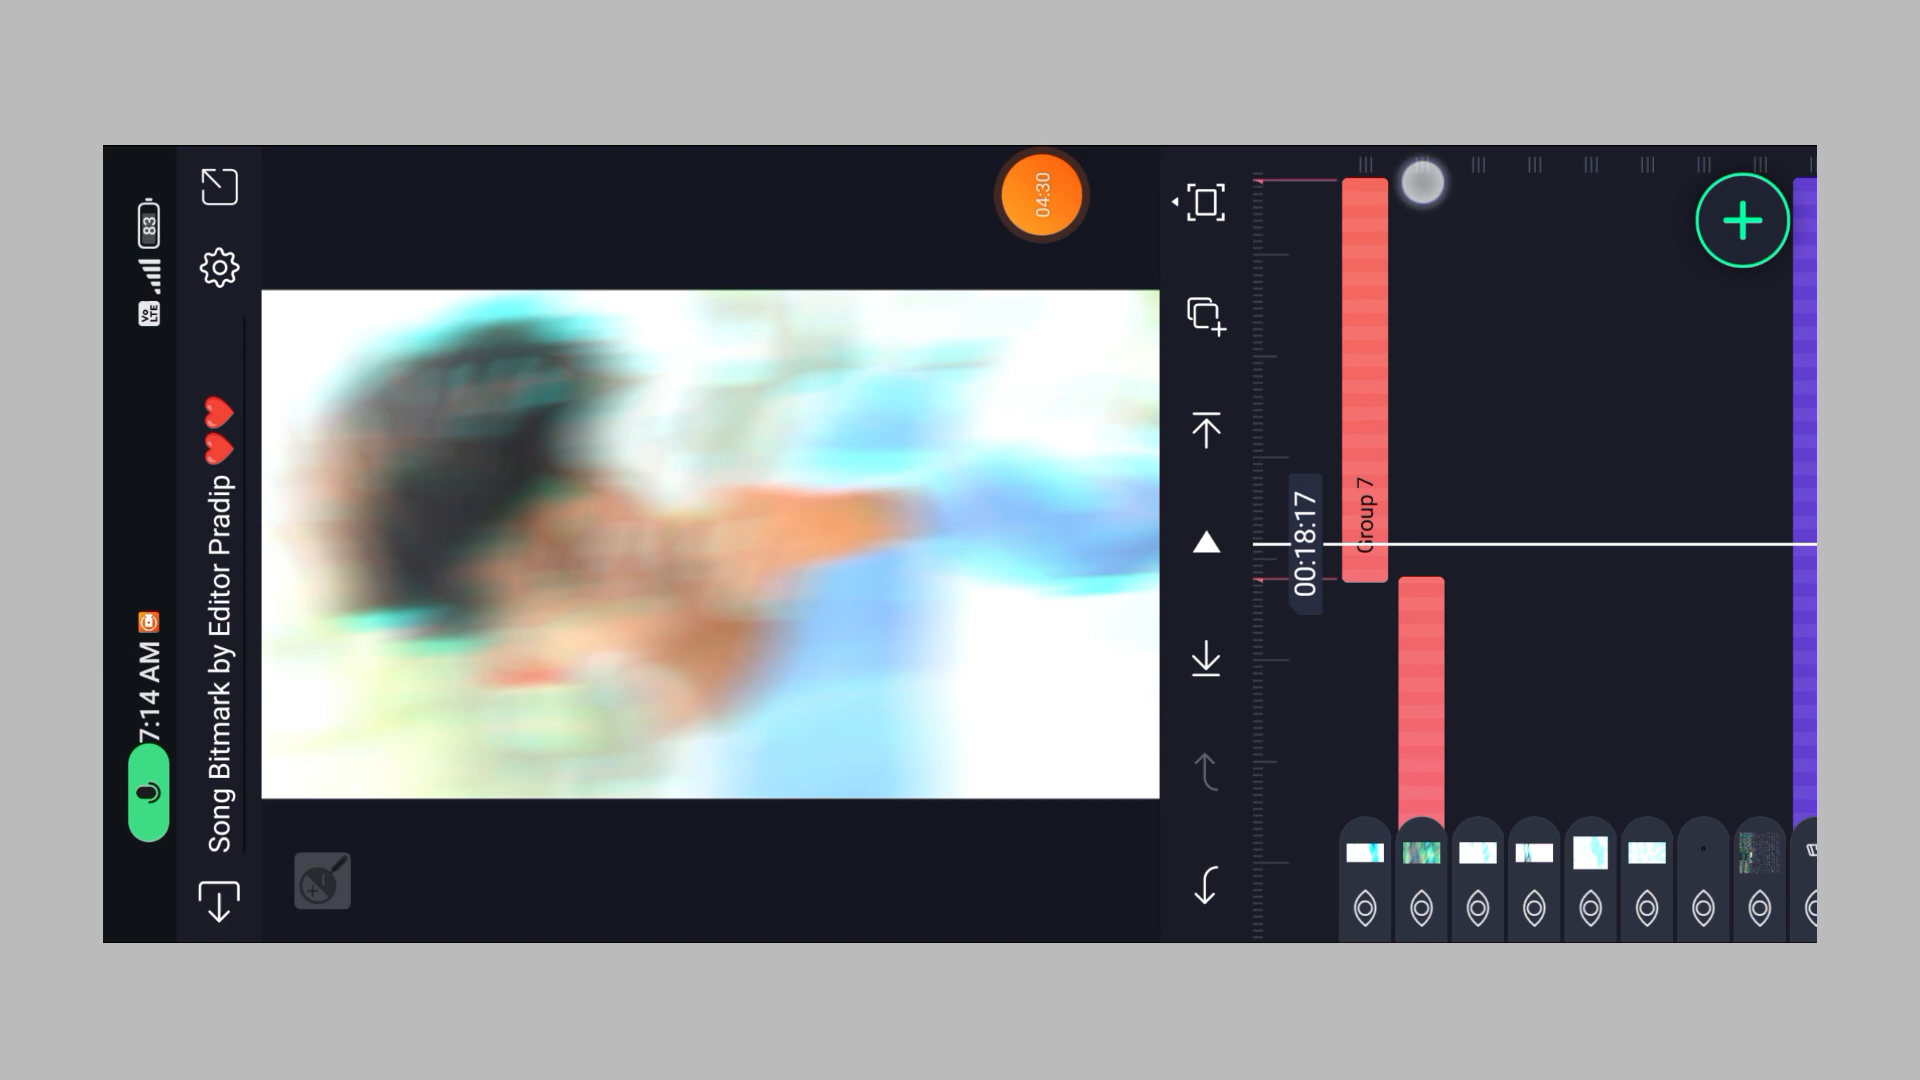 7:14 AM
Vo LTE
83
Song Bitmark by Editor Pradip ❤️❤️
04:30
00:18:17
Group 7